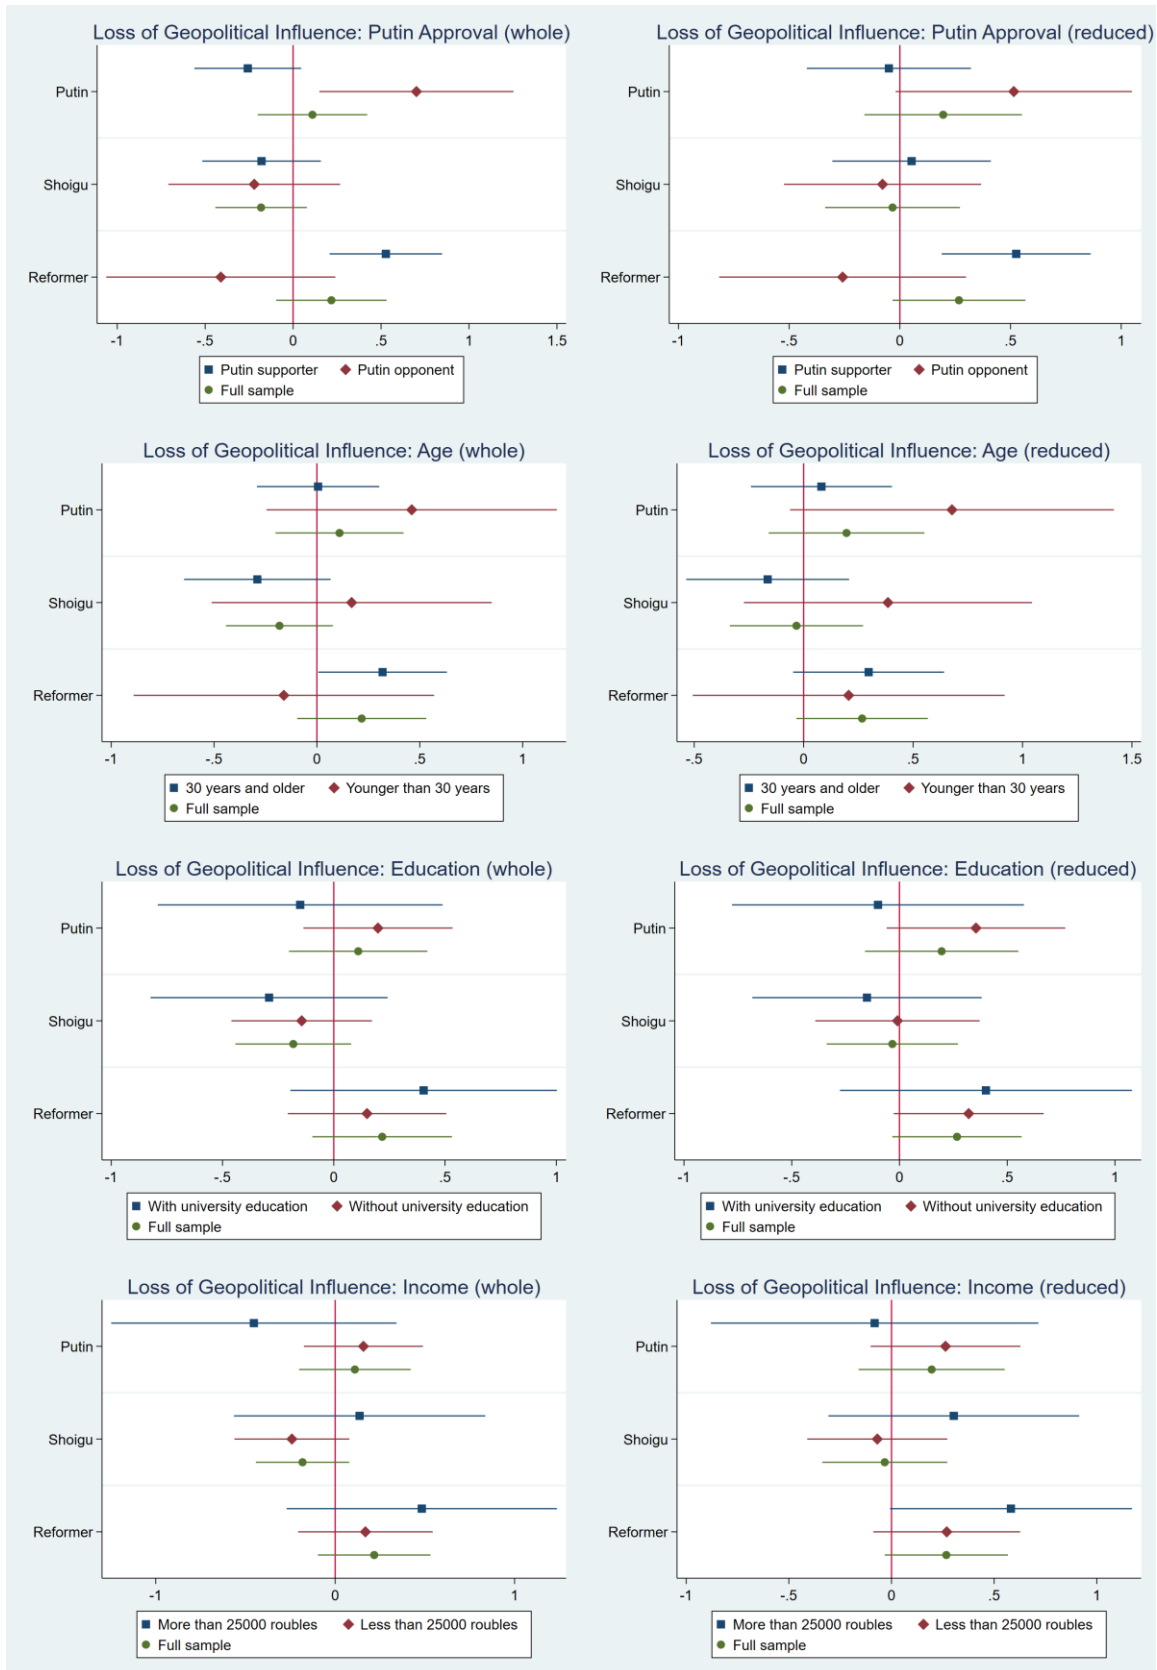 Loss of Geopolitical Influence: Putin Approval (whole)
Putin
Shoigu
Reformer
-1 -.5 0 .5 1 1.5
Putin supporter Putin opponent
Full sample
Loss of Geopolitical Influence: Putin Approval (reduced)
Putin
Shoigu
Reformer
-1 -.5 0 .5 1
Putin supporter Putin opponent
Full sample
Loss of Geopolitical Influence: Age (whole)
Putin
Shoigu
Reformer
-1 -.5 0 .5 1
30 years and older Younger than 30 years
Full sample
Loss of Geopolitical Influence: Age (reduced)
Putin
Shoigu
Reformer
-.5 0 .5 1 1.5
30 years and older Younger than 30 years
Full sample
Loss of Geopolitical Influence: Education (whole)
Putin
Shoigu
Reformer
-1 -.5 0 .5 1
With university education Without university education
Full sample
Loss of Geopolitical Influence: Education (reduced)
Putin
Shoigu
Reformer
-1 -.5 0 .5 1
With university education Without university education
Full sample
Loss of Geopolitical Influence: Income (whole)
Putin
Shoigu
Reformer
-1 0 1
More than 25000 roubles Less than 25000 roubles
Full sample
Loss of Geopolitical Influence: Income (reduced)
Putin
Shoigu
Reformer
-1 -.5 0 .5 1
More than 25000 roubles Less than 25000 roubles
Full sample